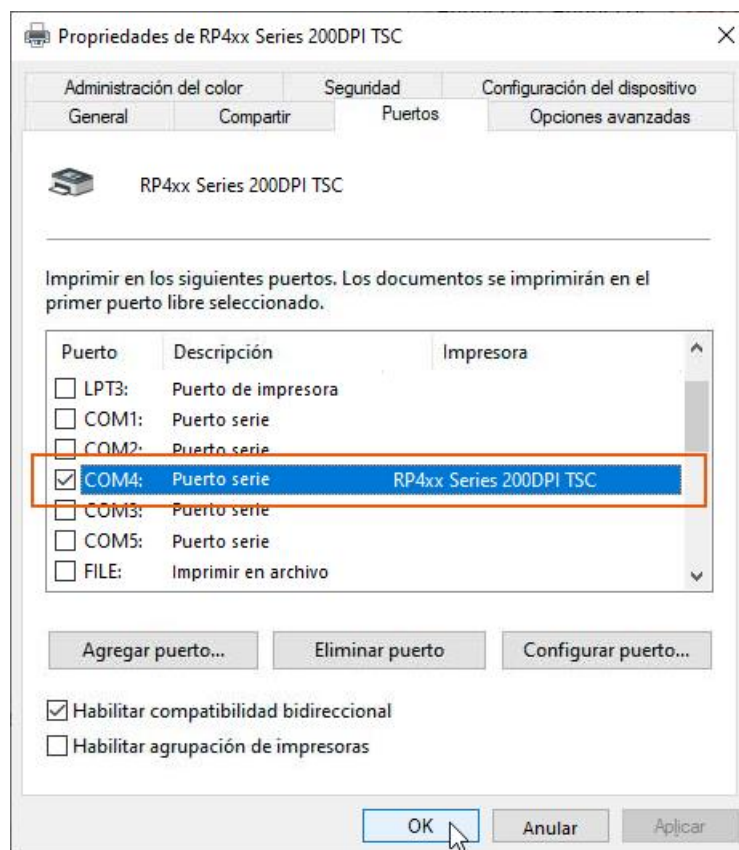 Propriedades de RP4xx Series 200DPI TSC
Administración del color Seguridad Configuración del dispositivo
General Compartir Puertos Opciones avanzadas
RP4xx Series 200DPI TSC
Imprimir en los siguientes puertos. Los documentos se imprimirán en el
primer puerto libre seleccionado.
Puerto Descripción Impresora
LPT3: Puerto de impresora
COM1: Puerto serie
COM2: Puerto serie
COM4: Puerto serie RP4xx Series 200DPI TSC
COM3: Puerto serie
COM5: Puerto serie
FILE: Imprimir en archivo
Agregar puerto... Eliminar puerto Configurar puerto...
Habilitar compatibilidad bidireccional
Habilitar agrupación de impresoras
OK Anular Aplicar